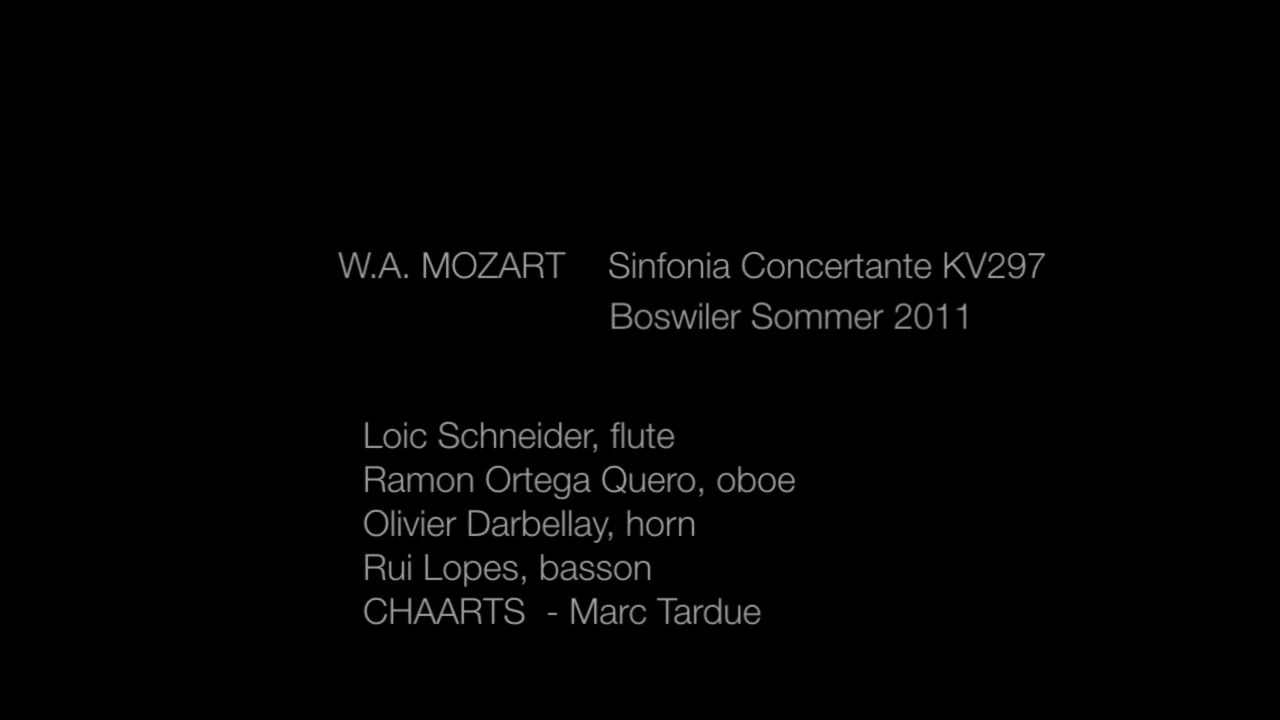 W.A. MOZART Sinfonia Concertante KV297
Boswiler Sommer 2011
Loic Schneider, flute
Ramon Ortega Quero, oboe
Olivier Darbellay, horn
Rui Lopes, basson
CHAARTS - Marc Tardue